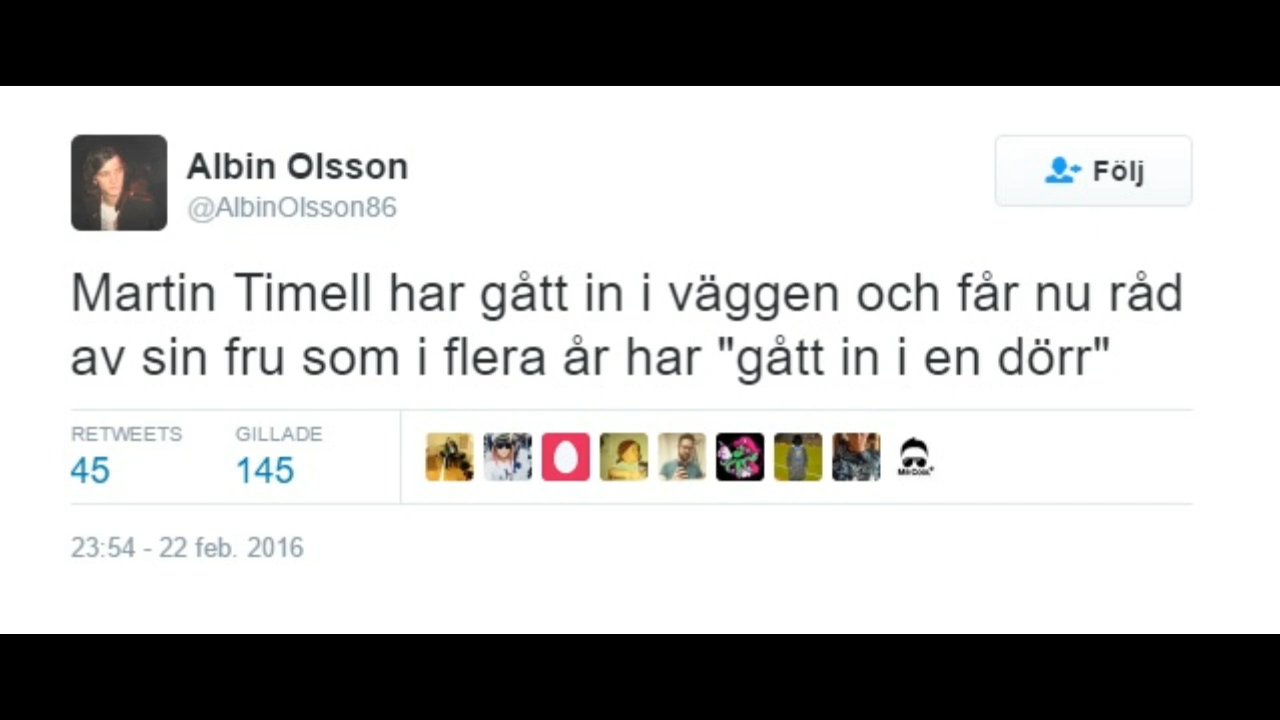 Albin Olsson
@AlbinOlsson86
Följ
Martin Timell har gått in i väggen och får nu råd
av sin fru som i flera år har "gått in i en dörr"
RETWEETS
GILLADE
45
145
23:54 - 22 feb. 2016